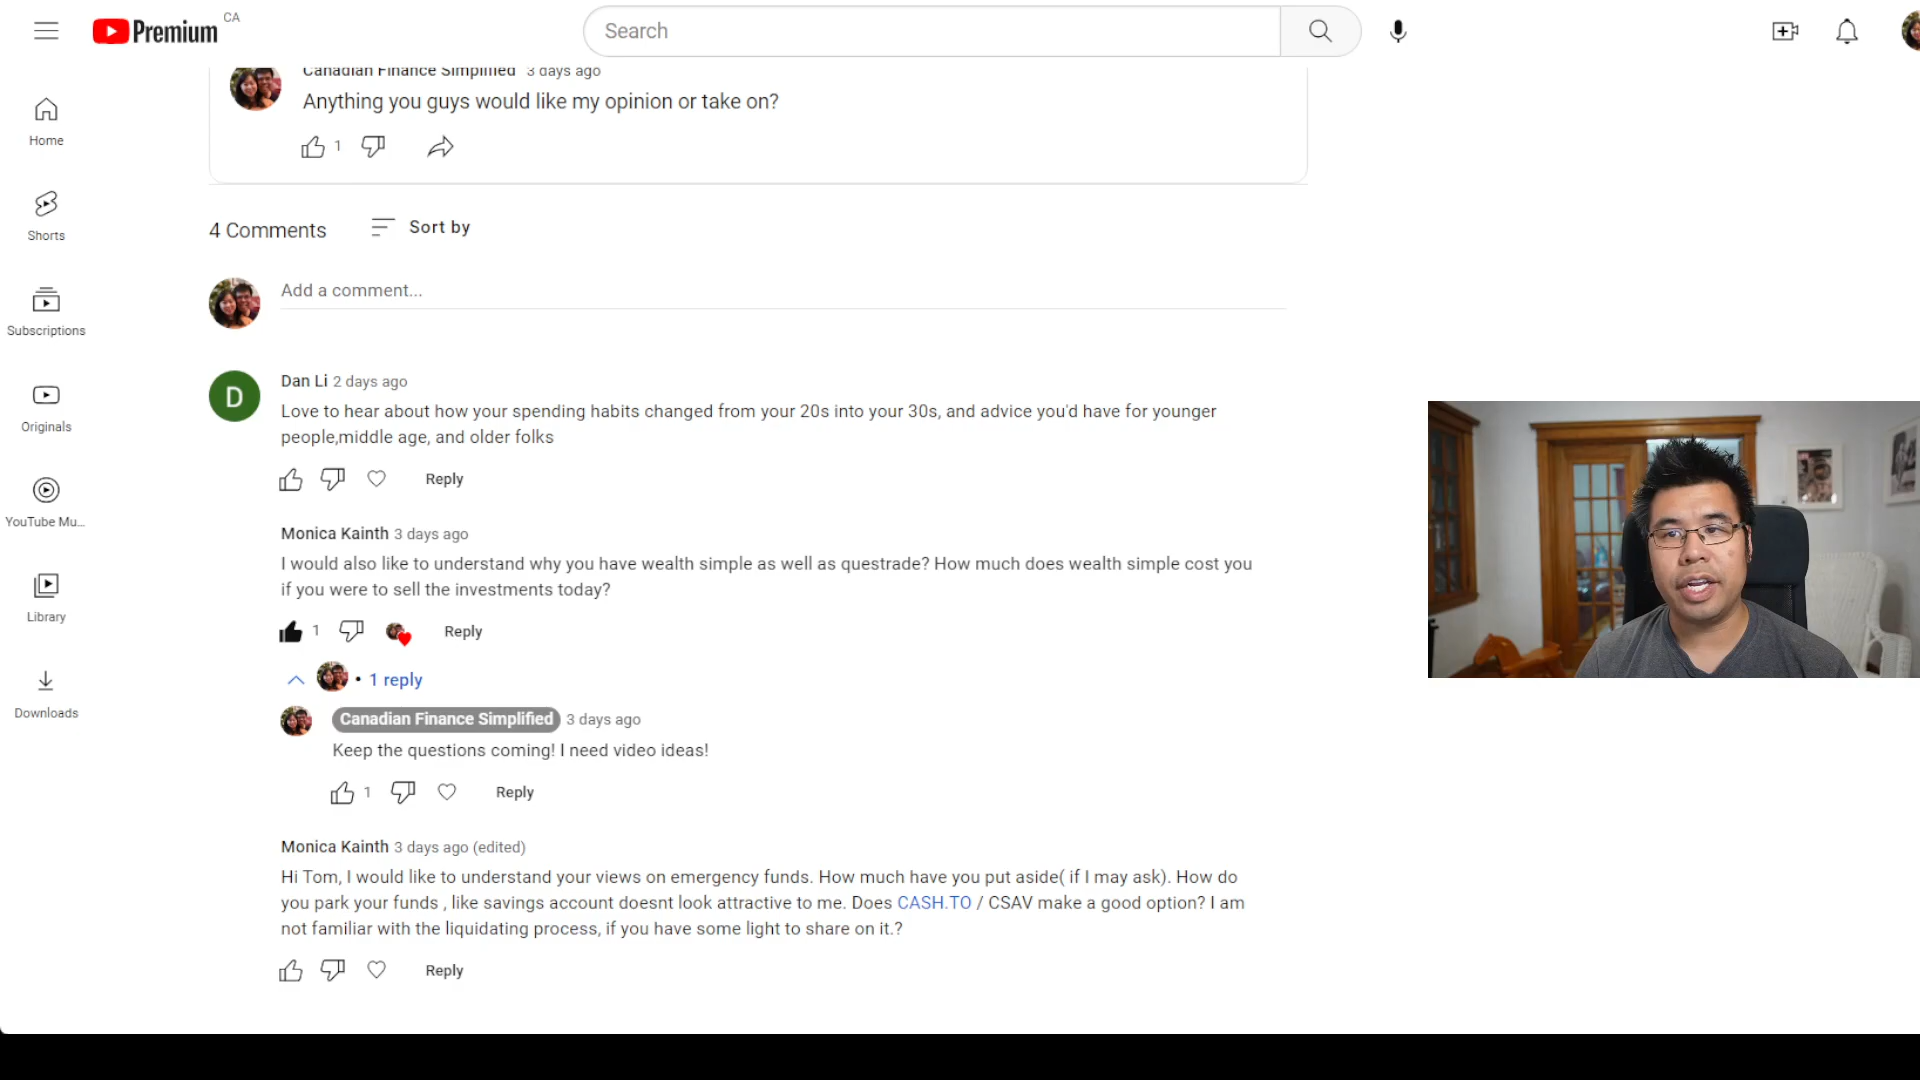 Premium CA
Search
Canadian Finance Simplified 3 days ago
Anything you guys would like my opinion or take on?
1
Home
Shorts
Subscriptions
Originals
YouTube Mu...
Library
Downloads
4 Comments Sort by
Add a comment...
D
Dan Li 2 days ago
Love to hear about how your spending habits changed from your 20s into your 30s, and advice you'd have for younger
people,middle age, and older folks
Reply
Monica Kainth 3 days ago
I would also like to understand why you have wealth simple as well as questrade? How much does wealth simple cost you
if you were to sell the investments today?
1 Reply
• 1 reply
Canadian Finance Simplified 3 days ago
Keep the questions coming! I need video ideas!
1 Reply
Monica Kainth 3 days ago (edited)
Hi Tom, I would like to understand your views on emergency funds. How much have you put aside( if I may ask). How do
you park your funds , like savings account doesnt look attractive to me. Does CASH.TO / CSAV make a good option? I am
not familiar with the liquidating process, if you have some light to share on it.?
Reply